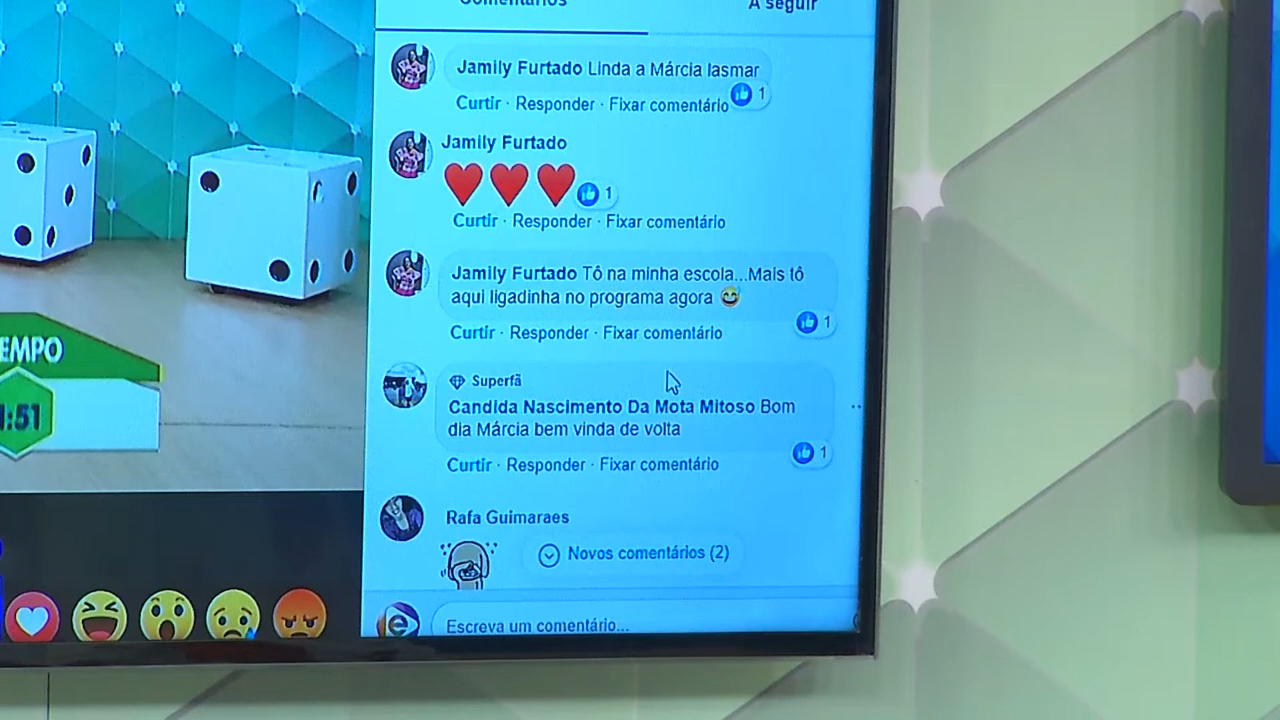 Comentários
A seguir
Jamily Furtado Linda a Márcia Iasmar
1
Curtir · Responder · Fixar comentário
Jamily Furtado
1
Curtir · Responder · Fixar comentário
Jamily Furtado Tô na minha escola...Mais tô
aqui ligadinha no programa agora
1
Curtir · Responder · Fixar comentário
Superfã
Candida Nascimento Da Mota Mitoso Bom
dia Márcia bem vinda de volta
1
Curtir · Responder · Fixar comentário
Rafa Guimaraes
Novos comentários (2)
Escreva um comentário...
EMPO
:51